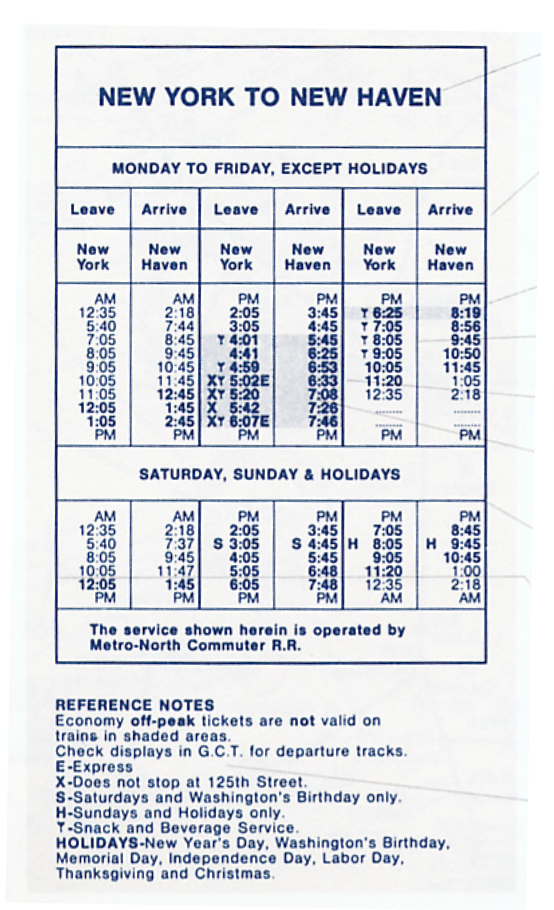 NEW YORK TO NEW HAVEN
MONDAY TO FRIDAY, EXCEPT HOLIDAYS
Leave Arrive Leave Arrive Leave Arrive
New New New New New New
York Haven York Haven York Haven
AM AM PM PM PM PM
12:35 2:18 2:05 3:45 Y 6:25 8:19
5:40 7:44 3:05 4:45 Y 7:05 8:56
7:05 8:45 Y 4:01 5:45 Y 8:05 9:45
8:05 9:45 4:41 6:25 Y 9:05 10:50
9:05 10:45 Y 4:59 6:53 10:05 11:45
10:05 11:45 XY 5:02E 6:33 11:20 1:05
11:05 12:45 XY 5:20 7:08 12:35 2:18
12:05 1:45 X 5:42 7:26 ........ ........
1:05 2:45 XY 6:07E 7:46 ........ ........
PM PM PM PM PM PM
SATURDAY, SUNDAY & HOLIDAYS
AM AM PM PM PM PM
12:35 2:18 2:05 3:45 7:05 8:45
5:40 7:37 S 3:05 S 4:45 H 8:05 H 9:45
8:05 9:45 4:05 5:45 9:05 10:45
10:05 11:47 5:05 6:48 11:20 1:00
12:05 1:45 6:05 7:48 12:35 2:18
PM PM PM PM AM AM
The service shown herein is operated by
Metro-North Commuter R.R.
REFERENCE NOTES
Economy off-peak tickets are not valid on
trains in shaded areas.
Check displays in G.C.T. for departure tracks.
E-Express
X-Does not stop at 125th Street.
S-Saturdays and Washington's Birthday only.
H-Sundays and Holidays only.
Y-Snack and Beverage Service.
HOLIDAYS-New Year's Day, Washington's Birthday,
Memorial Day, Independence Day, Labor Day,
Thanksgiving and Christmas.